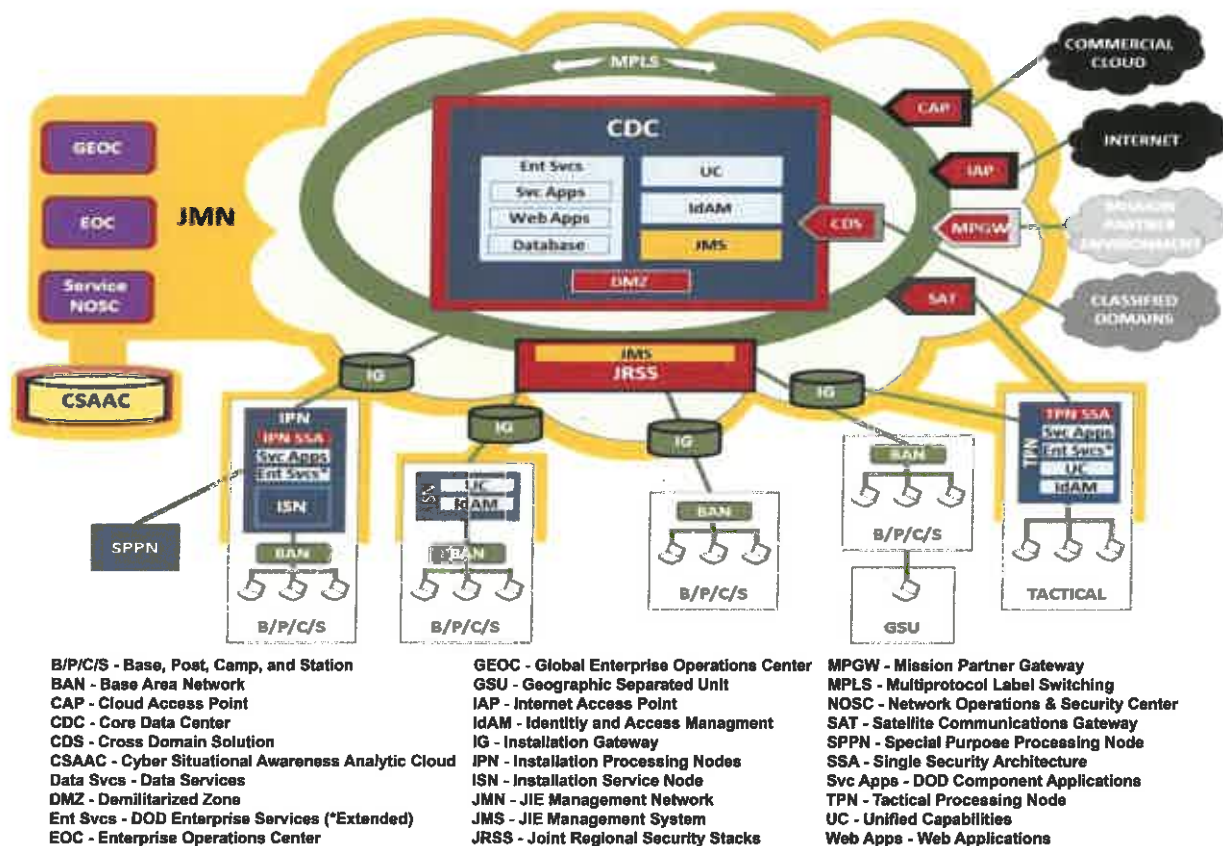 MPLS
COMMERCIAL
CLOUD
CAP
CDC
GEOC
INTERNET
Ent Svcs
UC
IAP
Svc Apps
JMN
EOC
Web Apps
IdAM
MISSION
PARTNER
ENVIRONMENT
CDS
MPGW
Database
JMS
Service
NOSC
DMZ
SAT
CLASSIFIED
DOMAINS
JMS
JRSS
IG
IG
CSAAC
IPN
IG
IG
TPN SSA
IPN SSA
Svc Apps
Svc Apps
Ent Svcs*
BAN
TPN
Ent Svcs*
UC
UC
ISN
IdAM
IdAM
ISN
BAN
SPPN
B/P/C/S
BAN
BAN
B/P/C/S
TACTICAL
B/P/C/S
B/P/C/S
GSU
B/P/C/S - Base, Post, Camp, and Station
BAN - Base Area Network
CAP - Cloud Access Point
CDC - Core Data Center
CDS - Cross Domain Solution
CSAAC - Cyber Situational Awareness Analytic Cloud
Data Svcs - Data Services
DMZ - Demilitarized Zone
Ent Svcs - DOD Enterprise Services (*Extended)
EOC - Enterprise Operations Center
GEOC - Global Enterprise Operations Center
GSU - Geographic Separated Unit
IAP - Internet Access Point
IdAM - Identitiy and Access Managment
IG - Installation Gateway
IPN - Installation Processing Nodes
ISN - Installation Service Node
JMN - JIE Management Network
JMS - JIE Management System
JRSS - Joint Regional Security Stacks
MPGW - Mission Partner Gateway
MPLS - Multiprotocol Label Switching
NOSC - Network Operations & Security Center
SAT - Satellite Communications Gateway
SPPN - Special Purpose Processing Node
SSA - Single Security Architecture
Svc Apps - DOD Component Applications
TPN - Tactical Processing Node
UC - Unified Capabilities
Web Apps - Web Applications